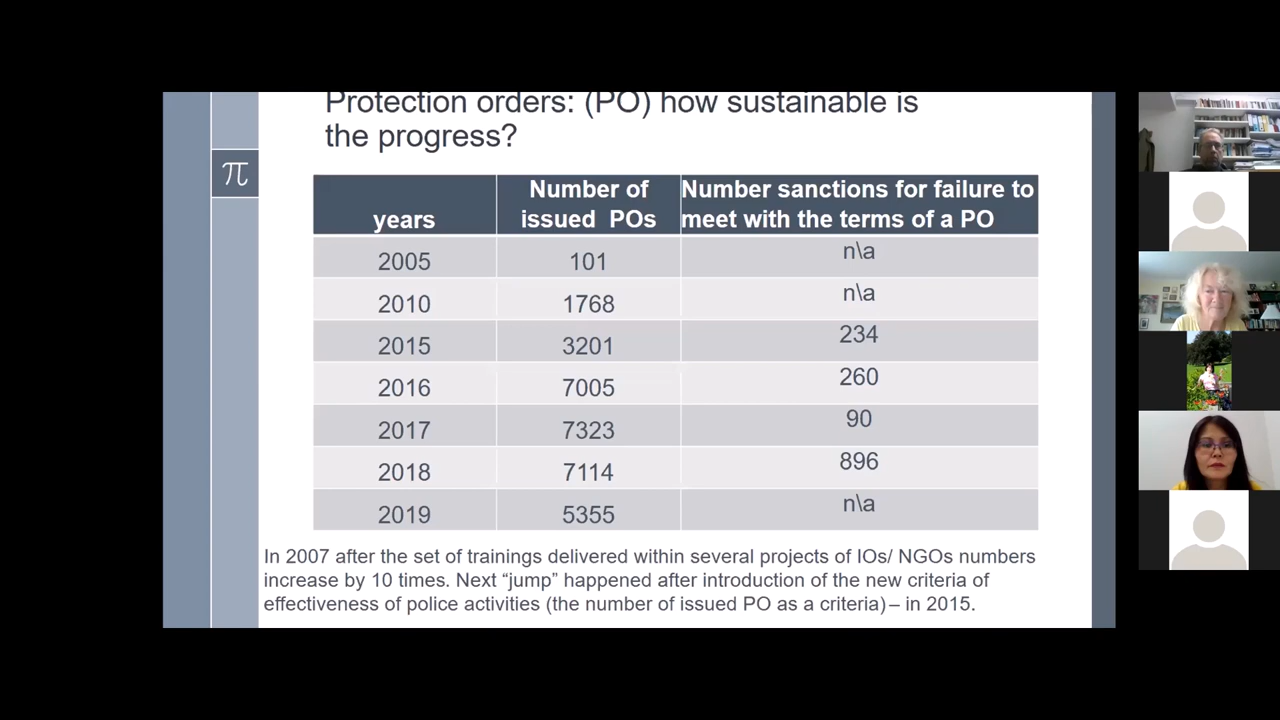 Protection orders: (PO) how sustainable is
the progress?
π
years Number of issued POs Number sanctions for failure to meet with the terms of a PO
2005 101 n\a
2010 1768 n\a
2015 3201 234
2016 7005 260
2017 7323 90
2018 7114 896
2019 5355 n\a
In 2007 after the set of trainings delivered within several projects of IOs/ NGOs numbers
increase by 10 times. Next “jump” happened after introduction of the new criteria of
effectiveness of police activities (the number of issued PO as a criteria) – in 2015.